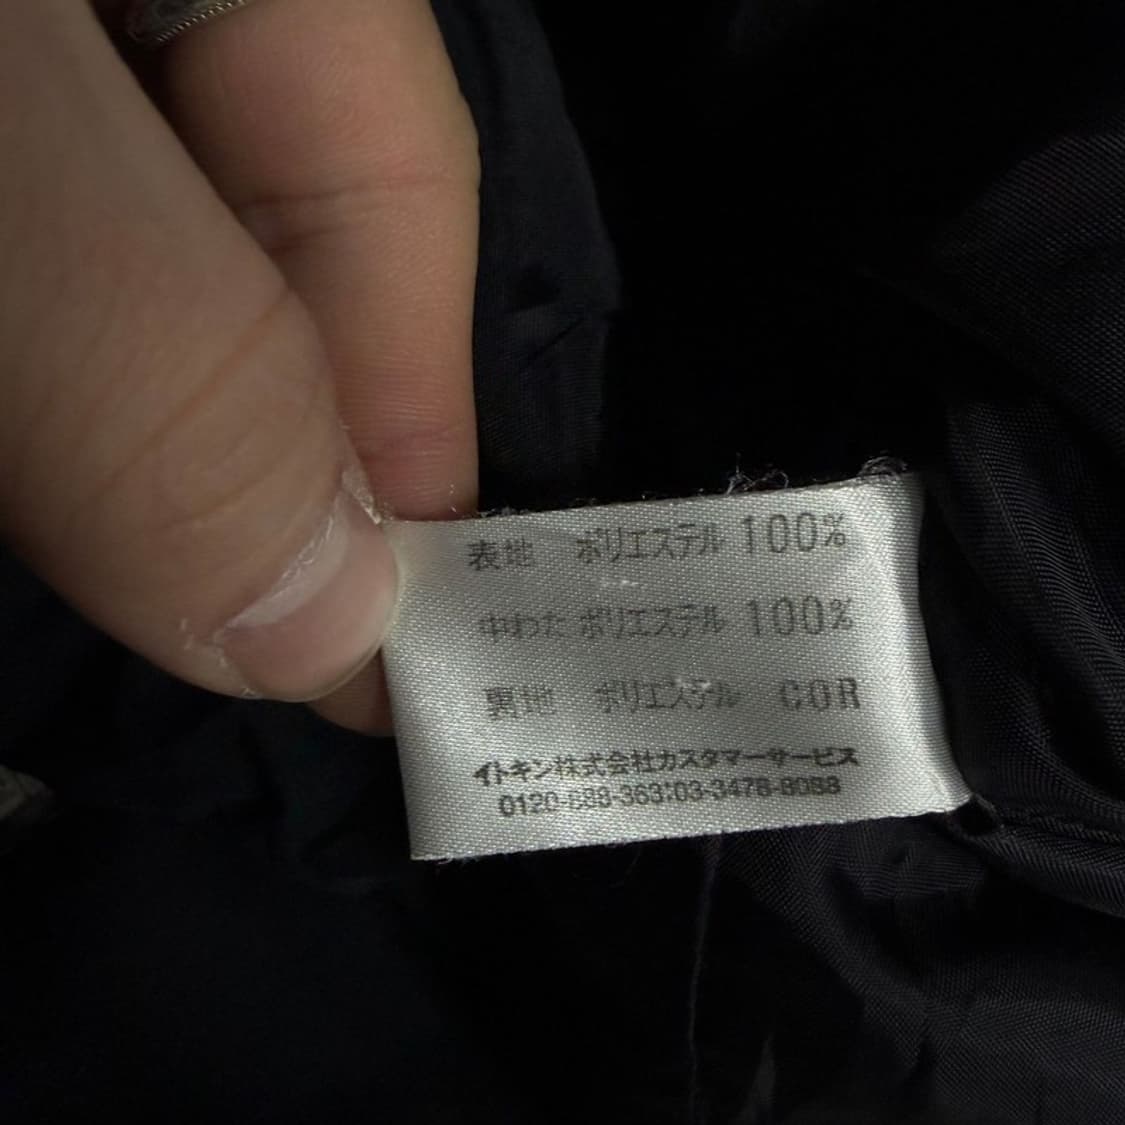 表地 ポリエステル 100%
中わた ポリエステル 100%
裏地 ポリエステル COR
イトキン株式会社カスタマーサービス
0120-888-363:03-3478-8088